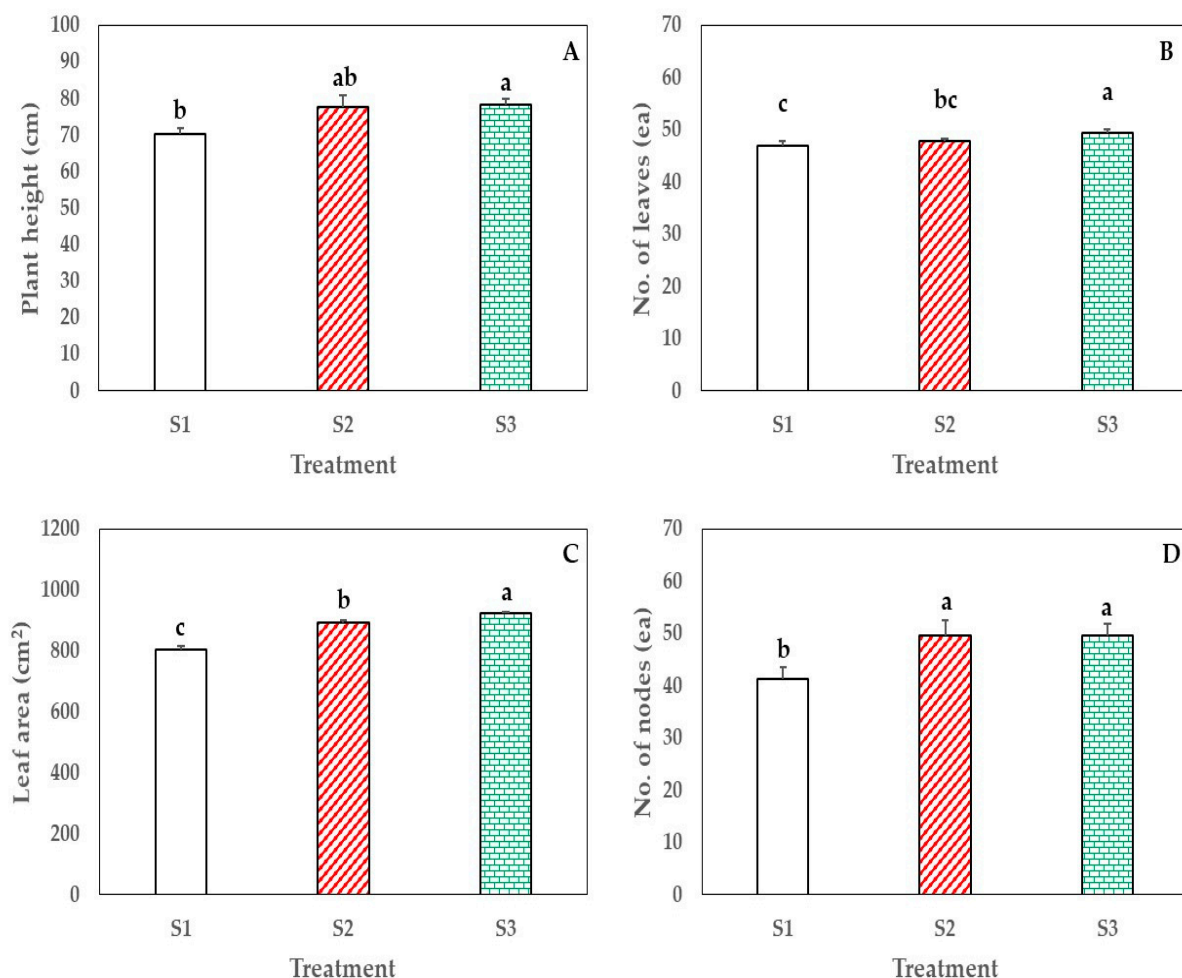 A
Plant height (cm)
100
90
80
70
60
50
40
30
20
10
0
b
ab
a
S1 S2 S3
Treatment
B
No. of leaves (ea)
70
60
50
40
30
20
10
0
c
bc
a
S1 S2 S3
Treatment
C
Leaf area (cm²)
1200
1000
800
600
400
200
0
c
b
a
S1 S2 S3
Treatment
D
No. of nodes (ea)
70
60
50
40
30
20
10
0
b
a
a
S1 S2 S3
Treatment